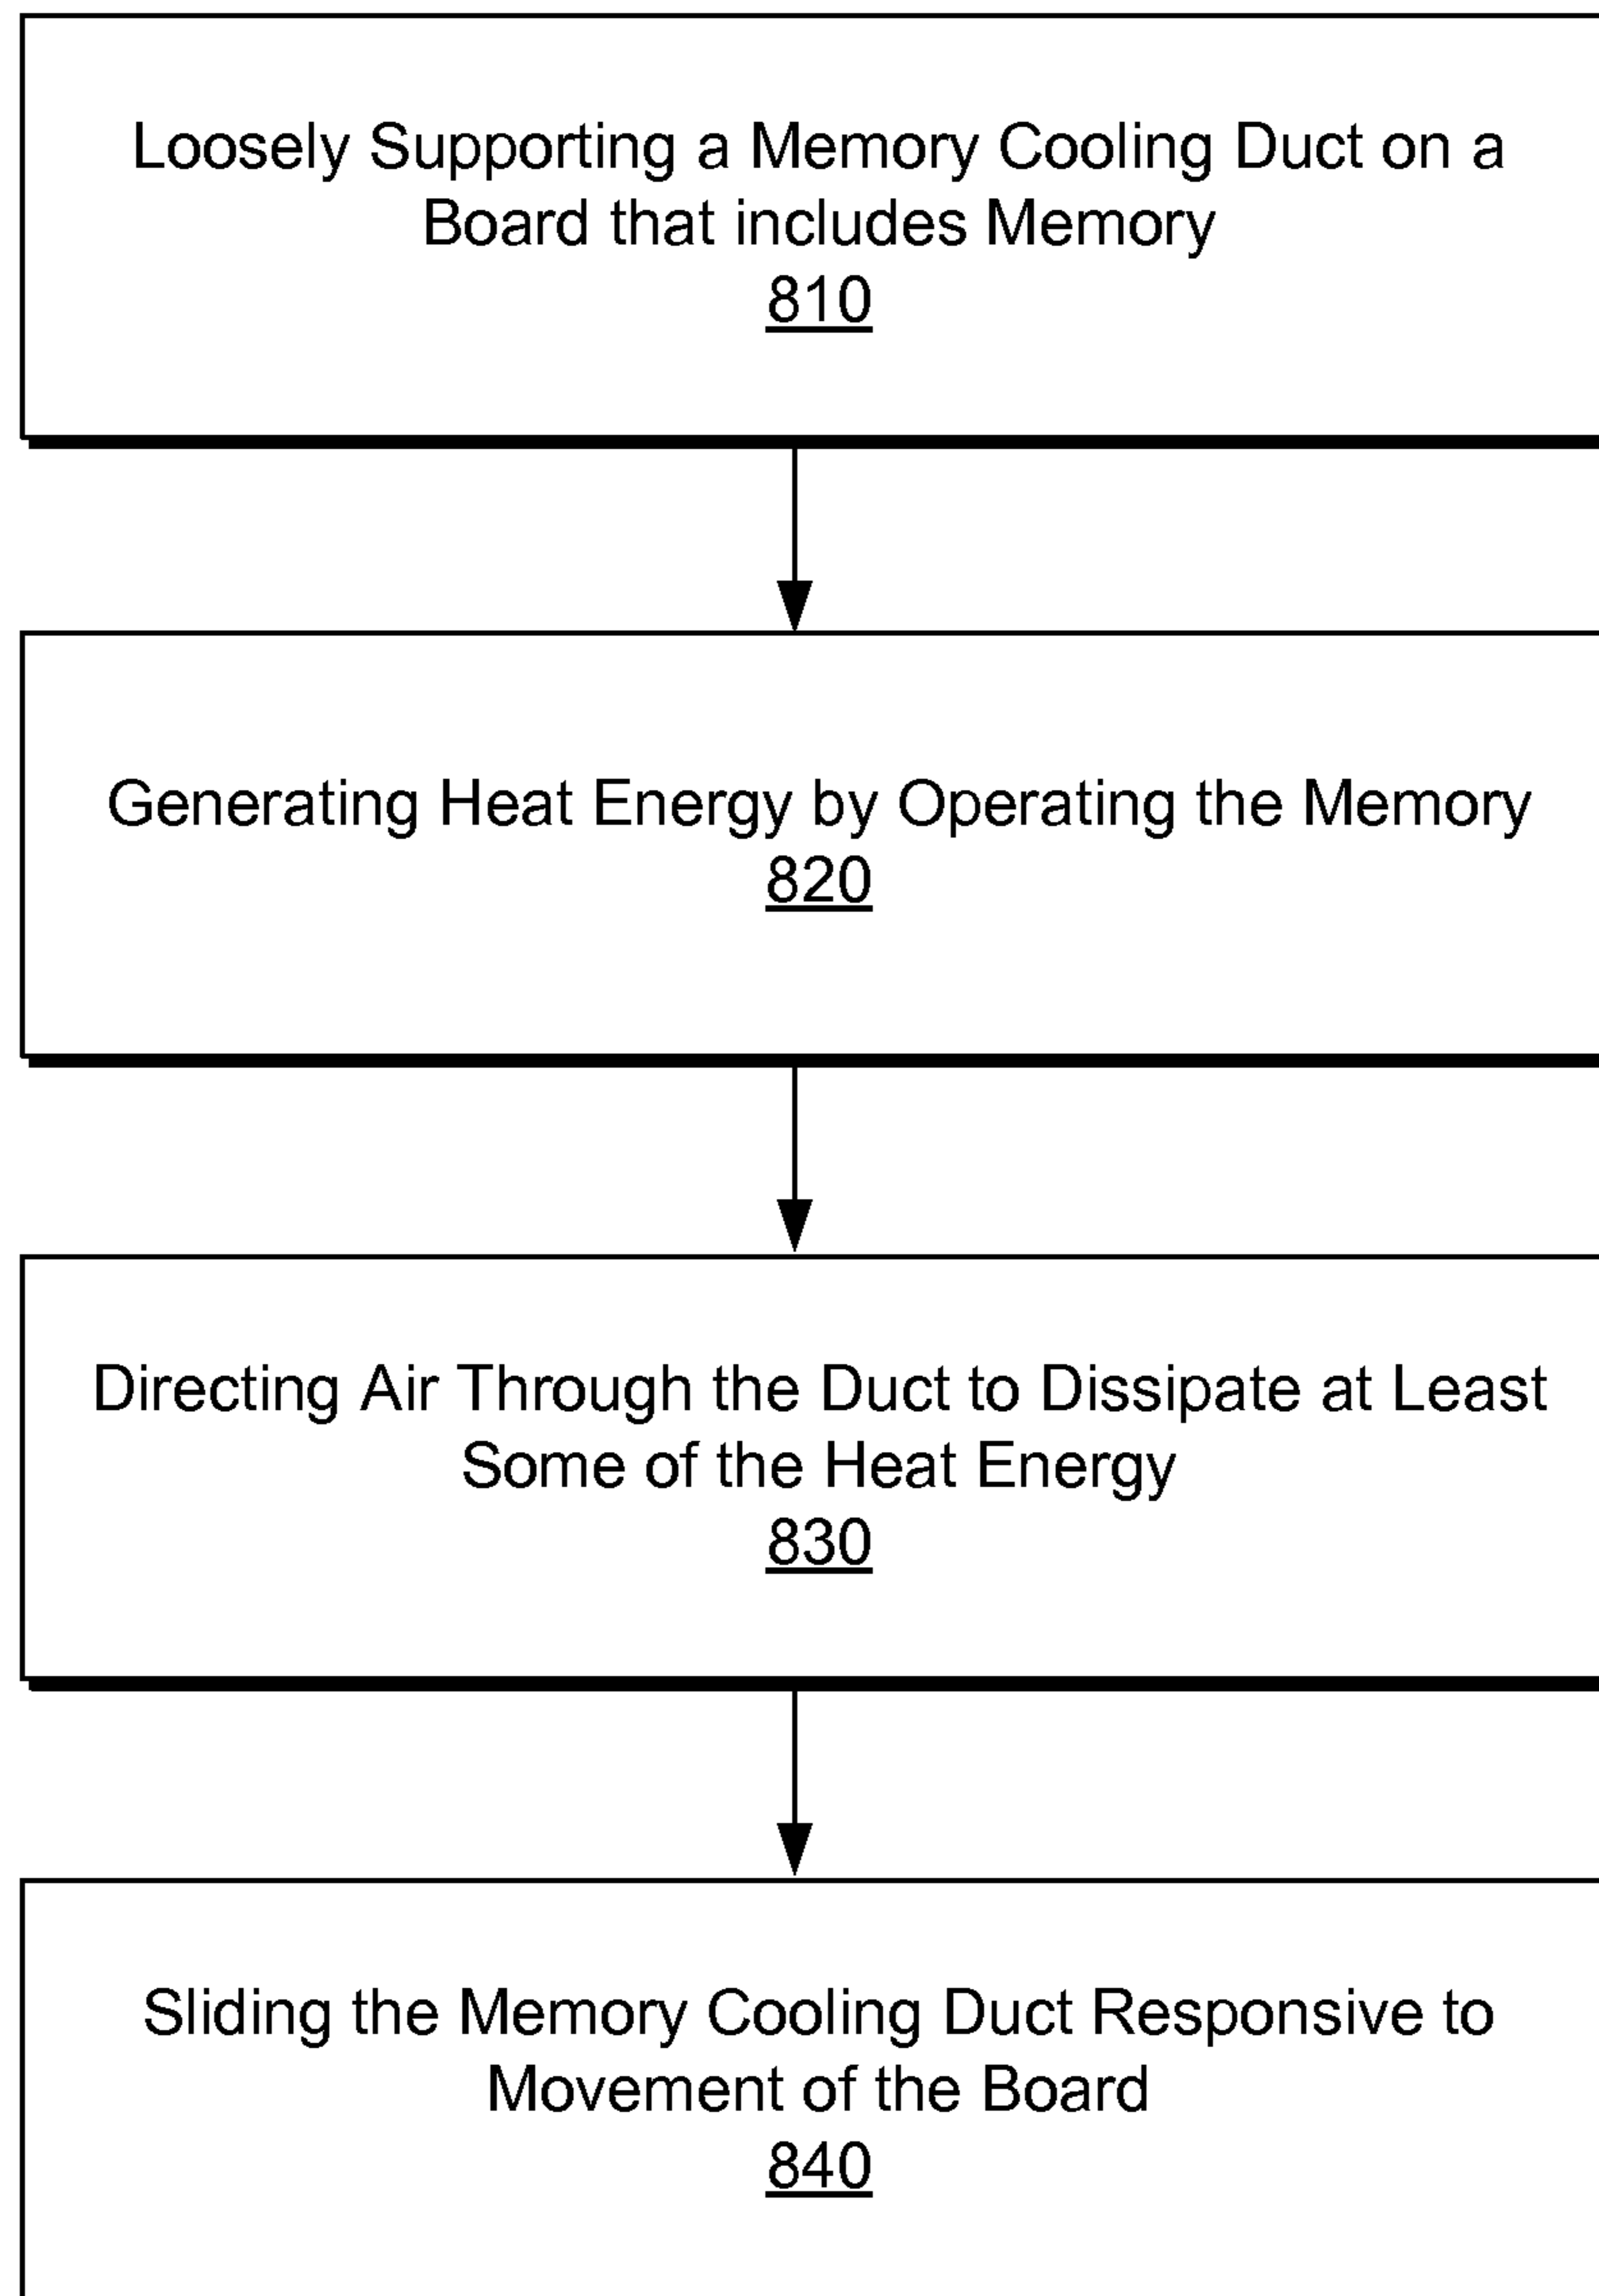 Loosely Supporting a Memory Cooling Duct on a
Board that includes Memory
810
Generating Heat Energy by Operating the Memory
820
Directing Air Through the Duct to Dissipate at Least
Some of the Heat Energy
830
Sliding the Memory Cooling Duct Responsive to
Movement of the Board
840